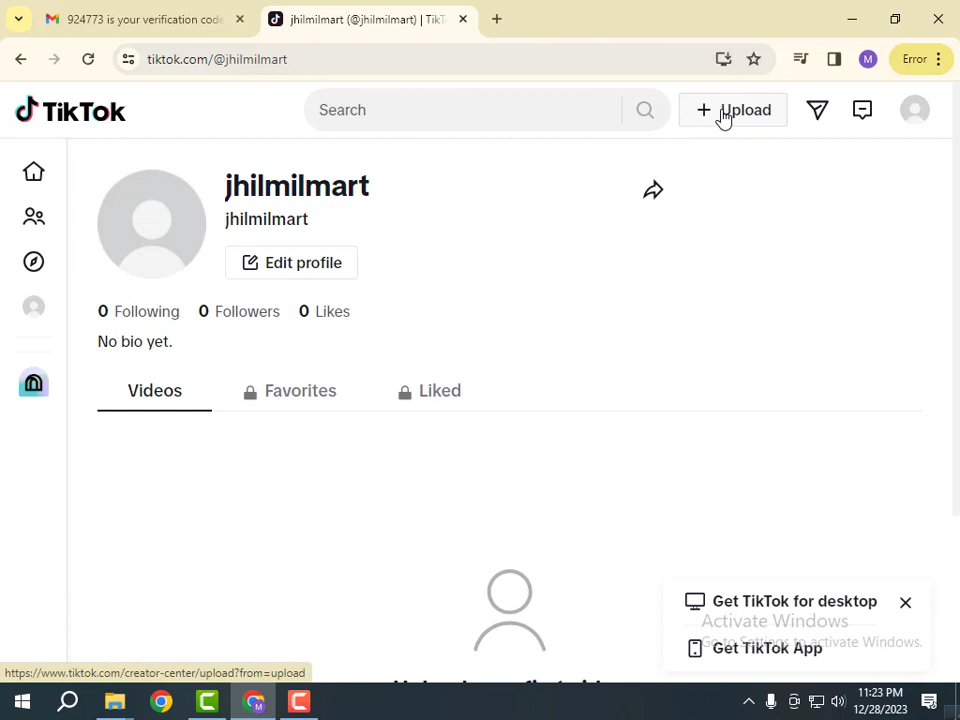 924773 is your verification code
jhilmilmart (@jhilmilmart) | TikT
tiktok.com/@jhilmilmart
M
Error
TikTok
Search
+ Upload
jhilmilmart
jhilmilmart
Edit profile
0 Following 0 Followers 0 Likes
No bio yet.
Videos Favorites Liked
Get TikTok for desktop
Activate Windows
Go to Settings to activate Windows.
Get TikTok App
https://www.tiktok.com/creator-center/upload?from=upload
11:23 PM
12/28/2023